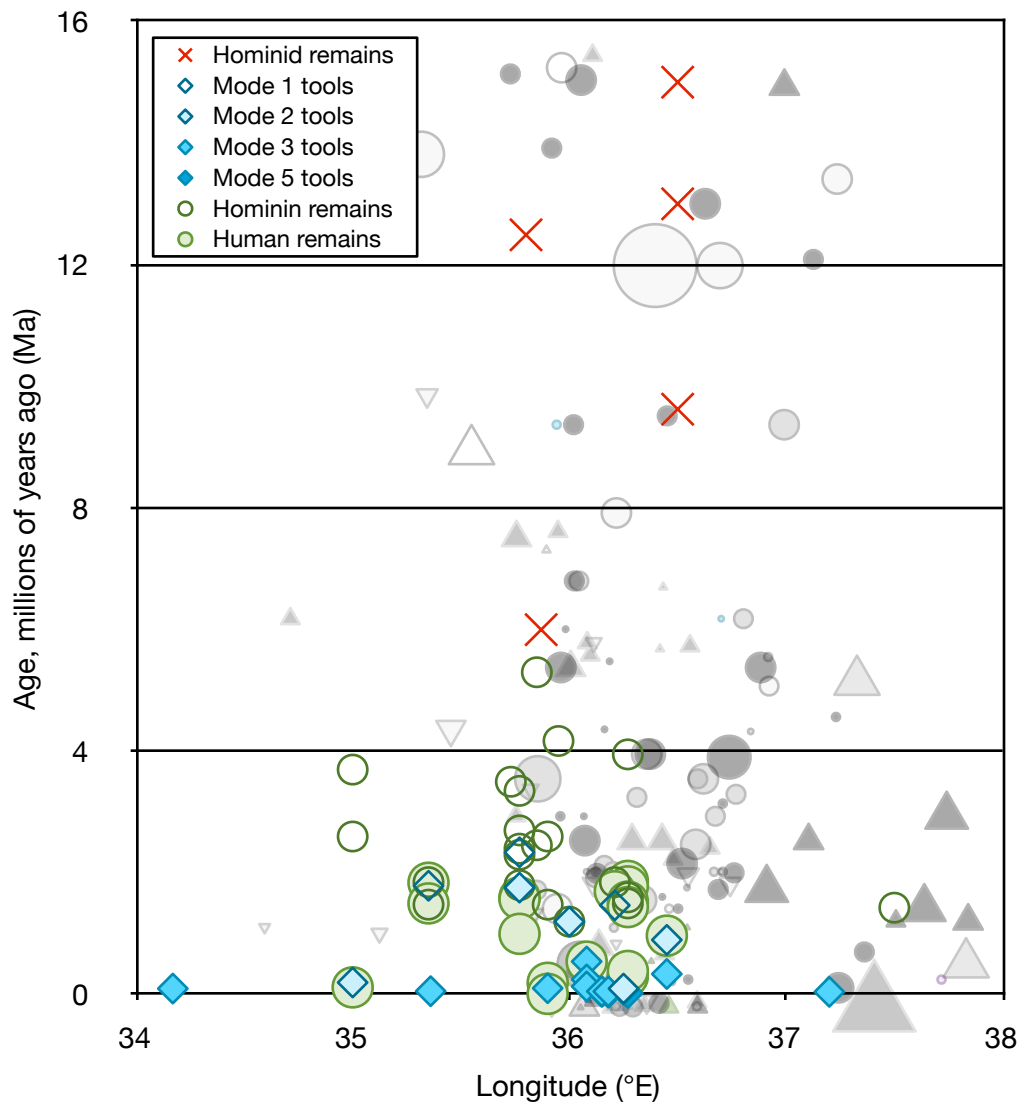 16
Hominid remains
Mode 1 tools
Mode 2 tools
Mode 3 tools
Mode 5 tools
Hominin remains
Human remains
12
8
4
0
Age, millions of years ago (Ma)
34 35 36 37 38
Longitude (°E)